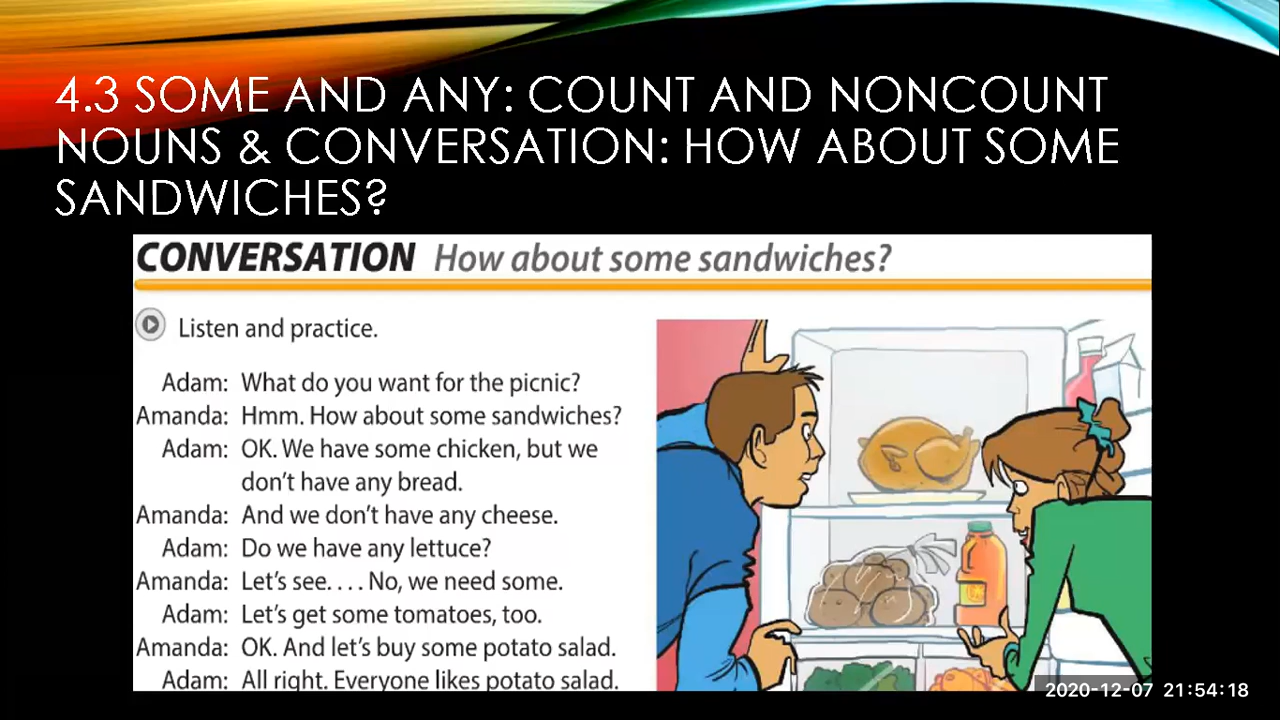 4.3 SOME AND ANY: COUNT AND NONCOUNT
NOUNS & CONVERSATION: HOW ABOUT SOME
SANDWICHES?
CONVERSATION How about some sandwiches?
Listen and practice.
Adam: What do you want for the picnic?
Amanda: Hmm. How about some sandwiches?
Adam: OK. We have some chicken, but we
don't have any bread.
Amanda: And we don't have any cheese.
Adam: Do we have any lettuce?
Amanda: Let's see. . . . No, we need some.
Adam: Let's get some tomatoes, too.
Amanda: OK. And let's buy some potato salad.
Adam: All right. Everyone likes potato salad.
2020-12-07 21:54:18